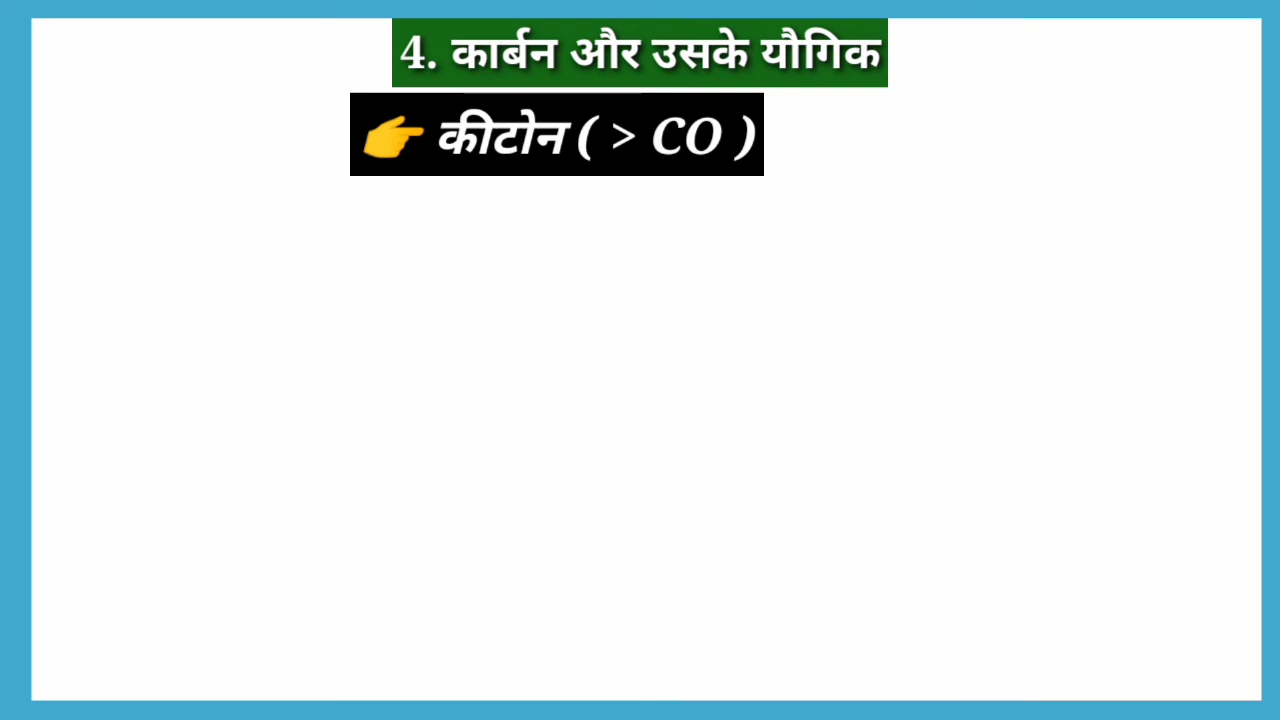 4. कार्बन और उसके यौगिक
👉 कीटोन ( > CO )